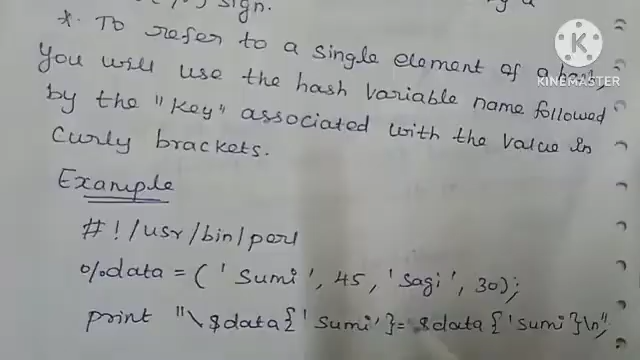 sign.
*. To refer to a single element of a hash
K
KINEMASTER
You will use the hash variable name followed
by the "Key" associated with the value in
Curly brackets.
Example
#!/usr/bin/perl
%data = ('Sumi', 45, 'Sagi', 30);
print "\$data{'Sumi'}= $data{'Sumi'}\n";